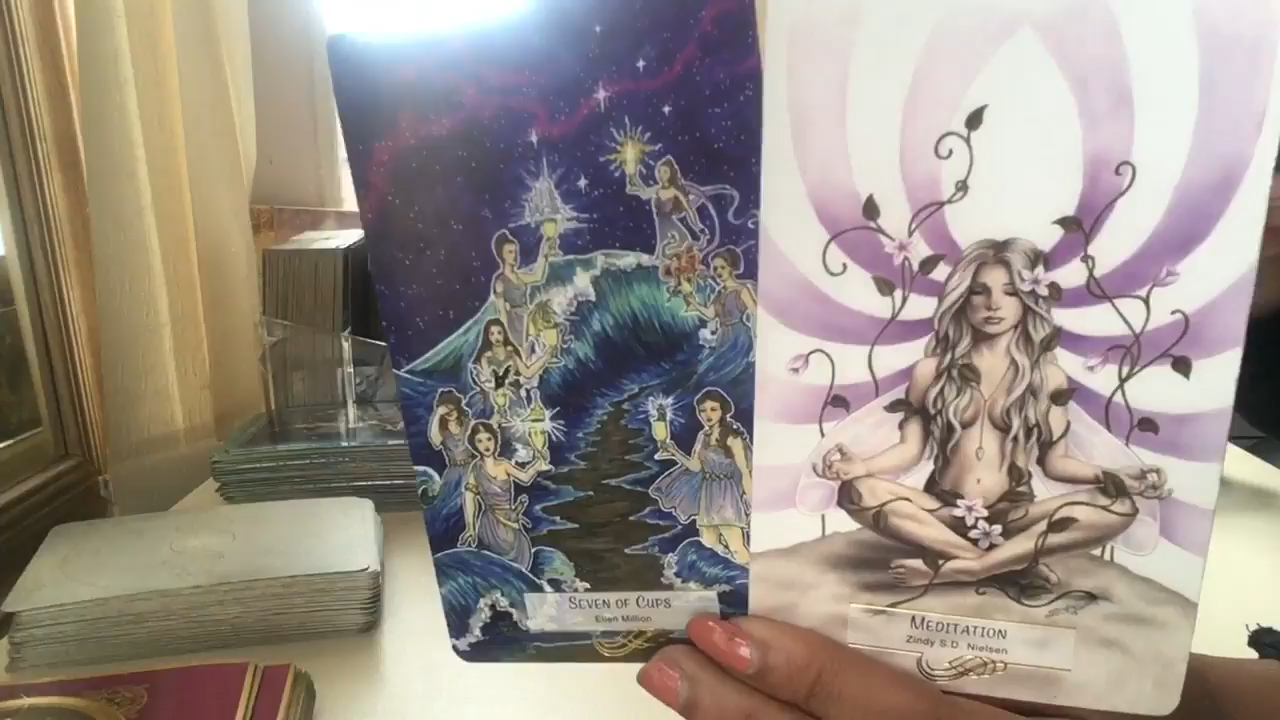 SEVEN OF CUPS
Ellen Million
MEDITATION
Zindy S.D. Nielsen